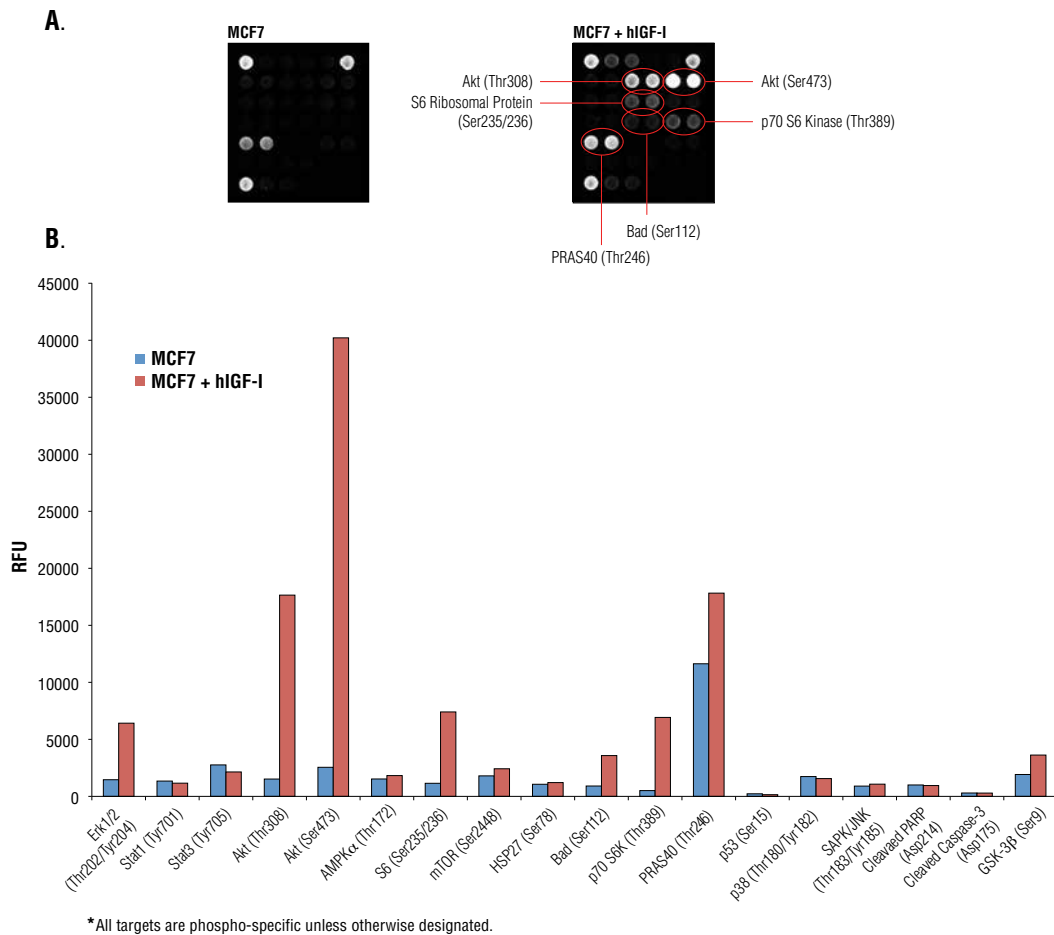 A.
MCF7
MCF7 + hIGF-I
Akt (Thr308)
Akt (Ser473)
S6 Ribosomal Protein
(Ser235/236)
p70 S6 Kinase (Thr389)
Bad (Ser112)
PRAS40 (Thr246)
B.
45000
40000
35000
30000
25000
20000
15000
10000
5000
0
RFU
MCF7
MCF7 + hIGF-I
Erk1/2
(Thr202/Tyr204)
Stat1 (Tyr701)
Stat3 (Tyr705)
Akt (Thr308)
Akt (Ser473)
AMPKα (Thr172)
S6 (Ser235/236)
mTOR (Ser2448)
HSP27 (Ser78)
Bad (Ser112)
p70 S6K (Thr389)
PRAS40 (Thr246)
p53 (Ser15)
p38 (Thr180/Tyr182)
SAPK/JNK
(Thr183/Tyr185)
Cleavaed PARP
(Asp214)
Cleaved Caspase-3
(Asp175)
GSK-3β (Ser9)
*All targets are phospho-specific unless otherwise designated.